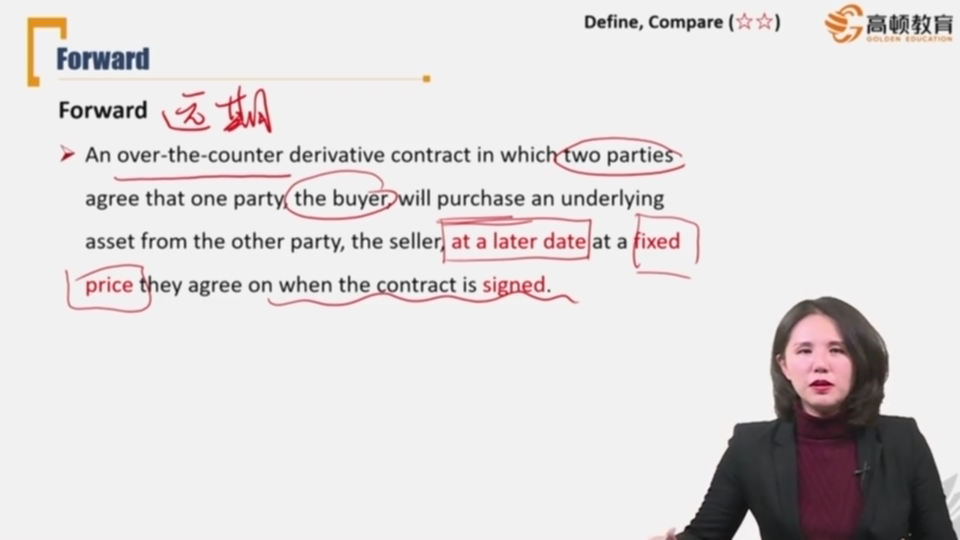 Define, Compare (☆☆)
高顿教育
GOLDEN EDUCATION
Forward
Forward 远期
An over-the-counter derivative contract in which two parties
agree that one party, the buyer, will purchase an underlying
asset from the other party, the seller, at a later date at a fixed
price they agree on when the contract is signed.